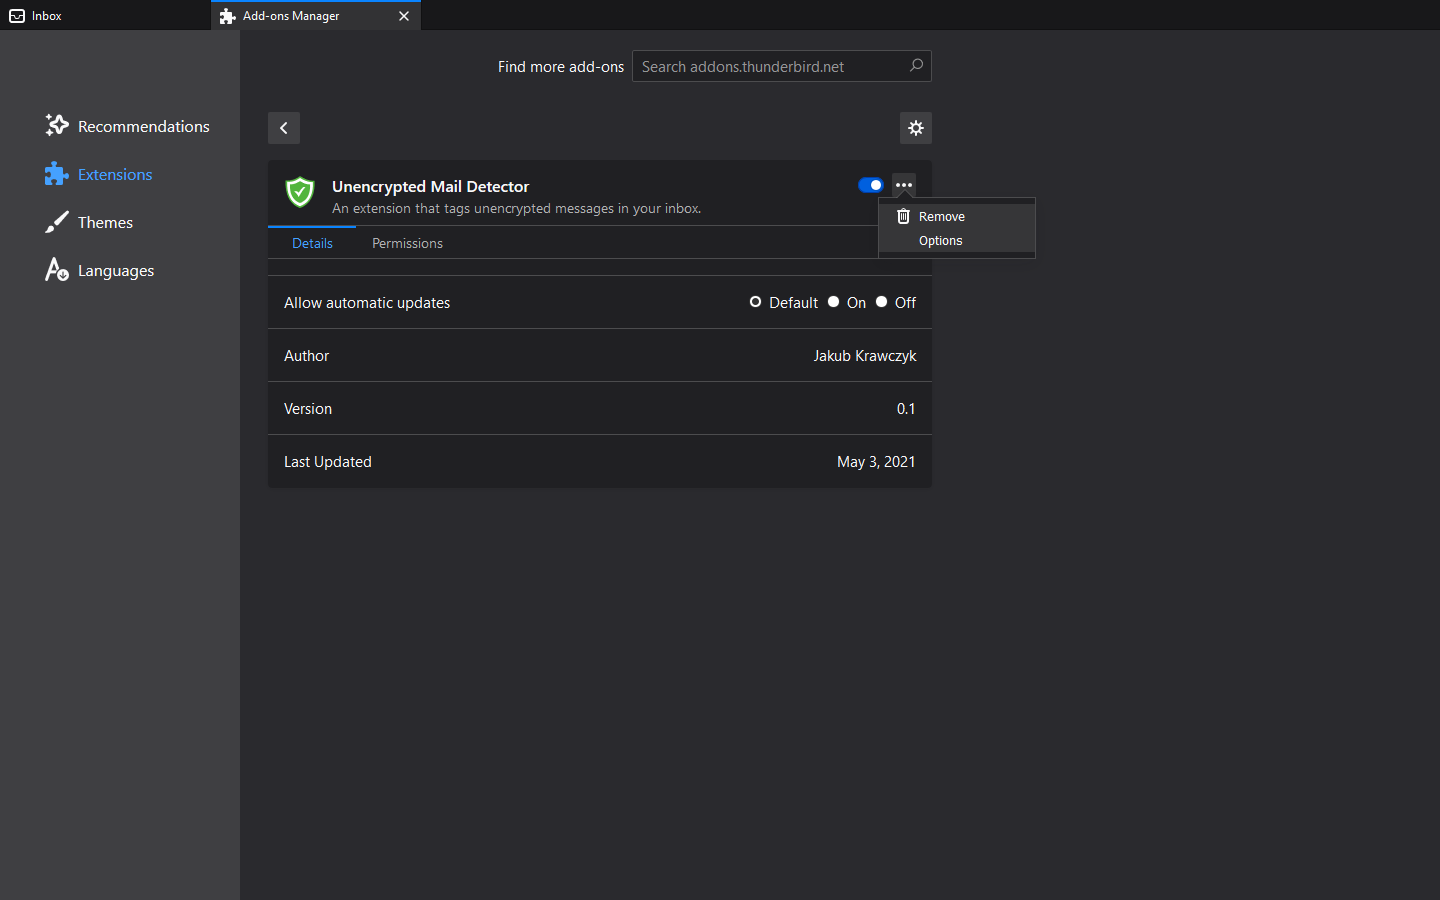 Inbox
Add-ons Manager
Find more add-ons
Search addons.thunderbird.net
Recommendations
Extensions
Themes
Languages
Unencrypted Mail Detector
An extension that tags unencrypted messages in your inbox.
Remove
Options
Details
Permissions
Allow automatic updates
Default
On
Off
Author
Jakub Krawczyk
Version
0.1
Last Updated
May 3, 2021